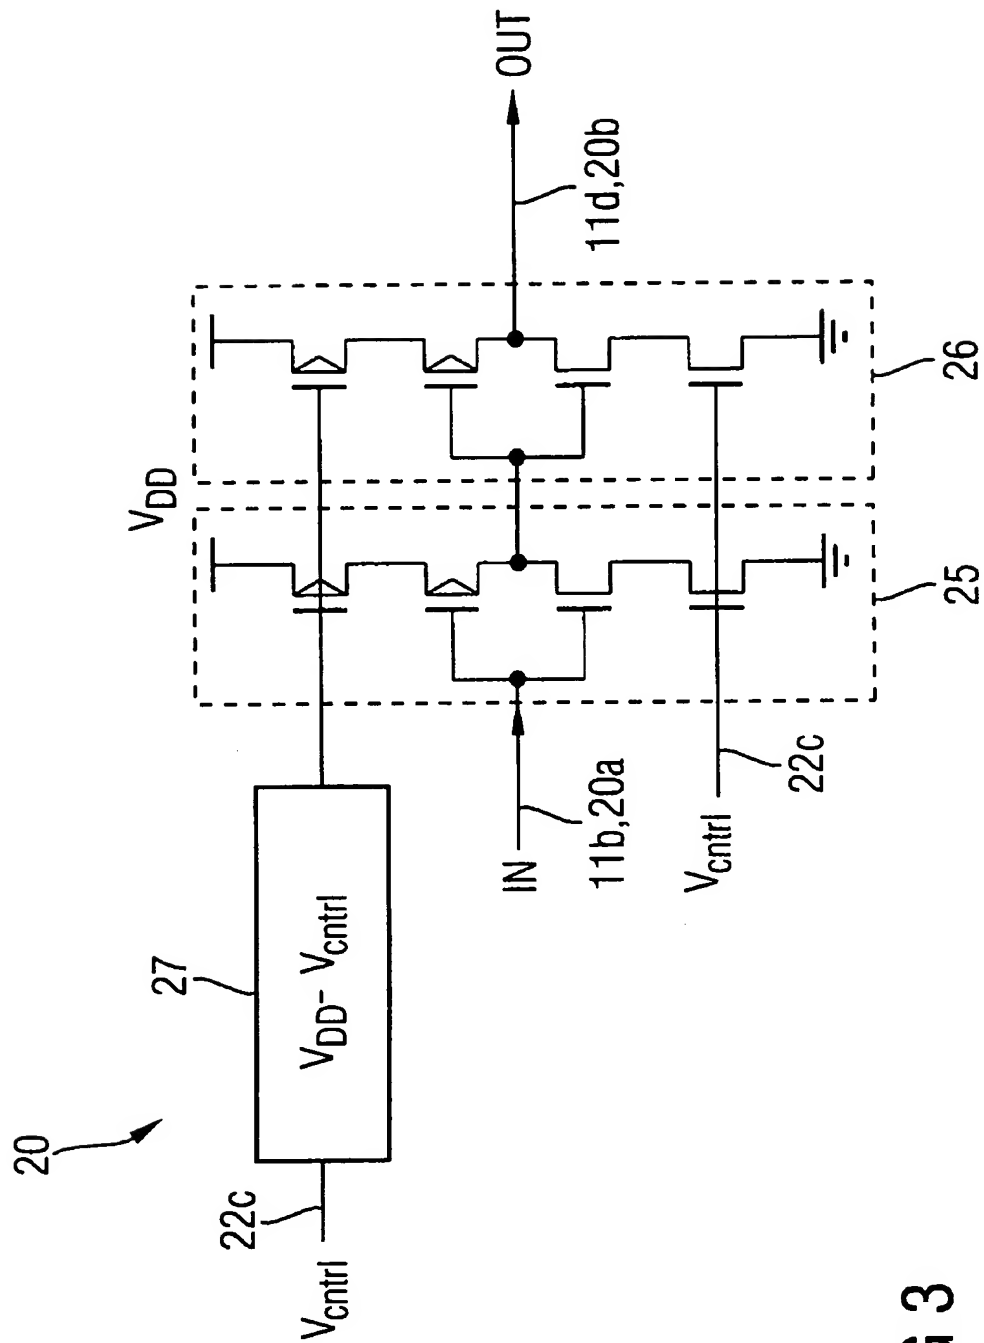 20
27
V_DD
OUT
V_cntrl
22c
V_DD - V_cntrl
IN
11b,20a
11d,20b
V_cntrl
22c
25
26
3